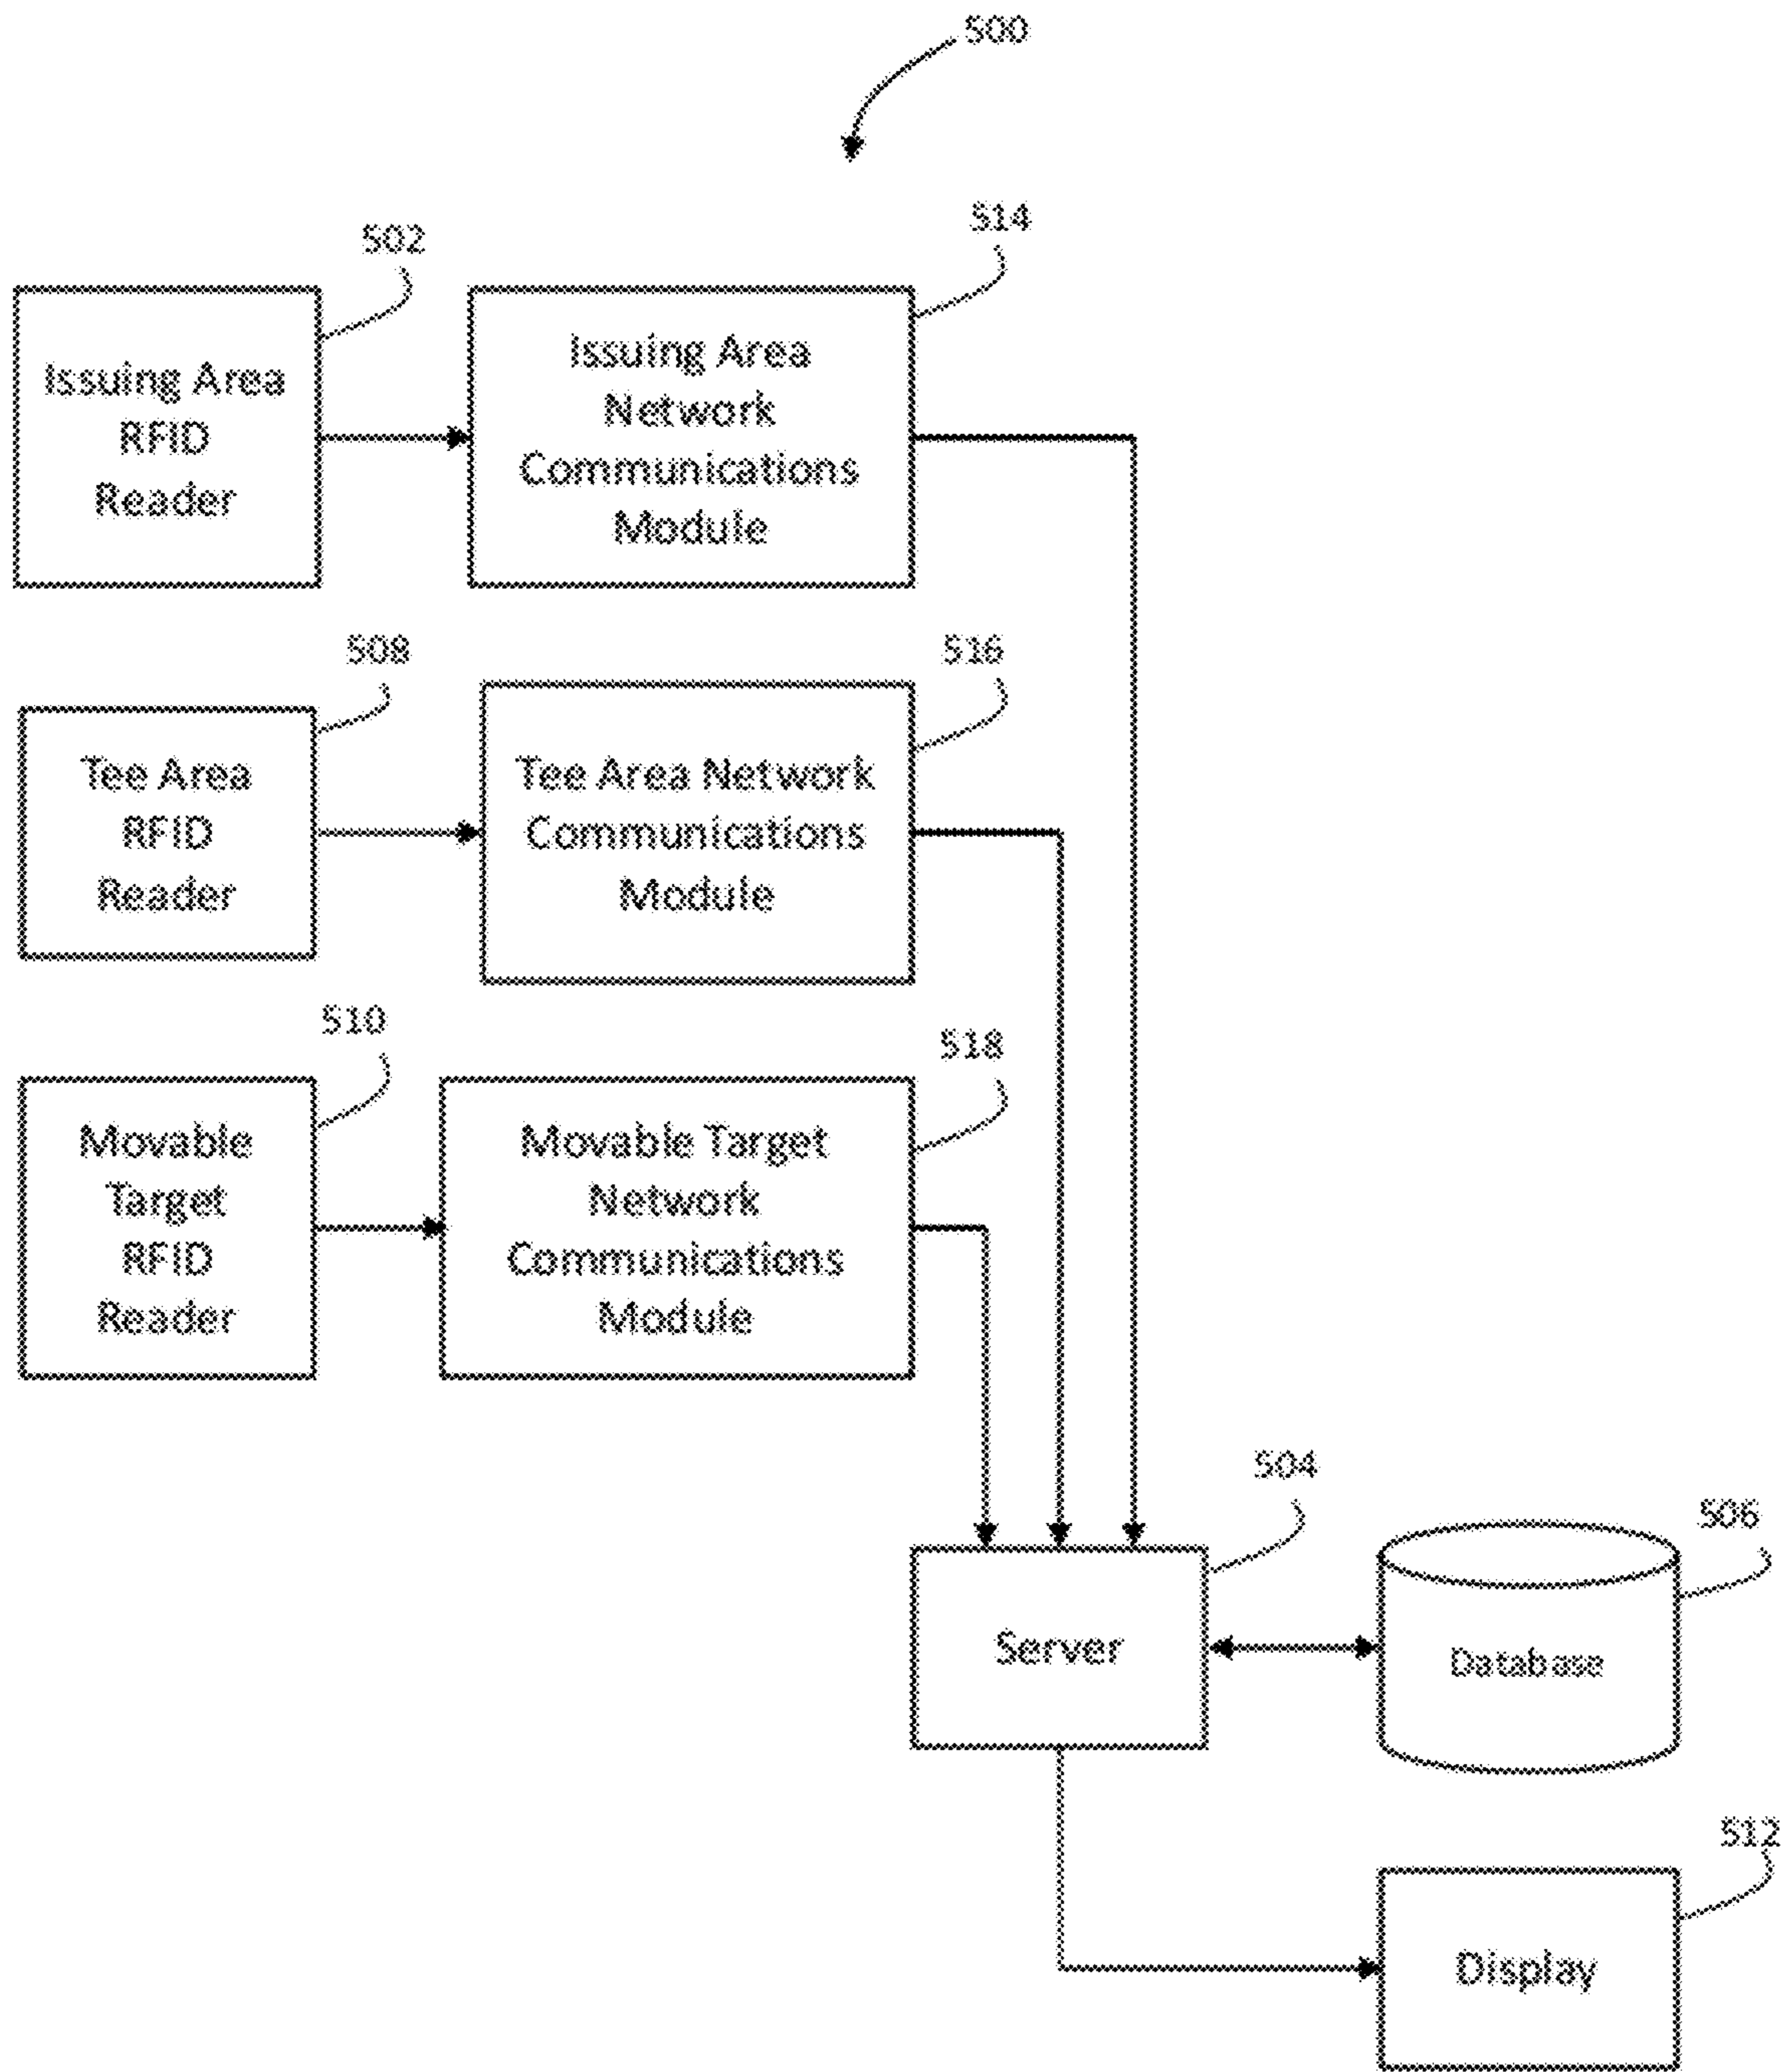 500
502
514
Issuing Area
RFID
Reader
Issuing Area
Network
Communications
Module
508
516
Tee Area
RFID
Reader
Tee Area Network
Communications
Module
510
518
Movable
Target
RFID
Reader
Movable Target
Network
Communications
Module
504
506
Server
Database
512
Display